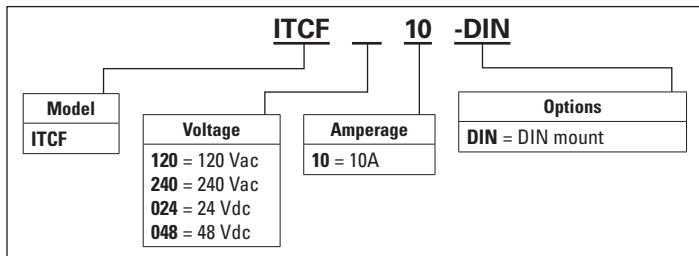 ITCF __ 10 -DIN
Model
ITCF
Voltage
120 = 120 Vac
240 = 240 Vac
024 = 24 Vdc
048 = 48 Vdc
Amperage
10 = 10A
Options
DIN = DIN mount